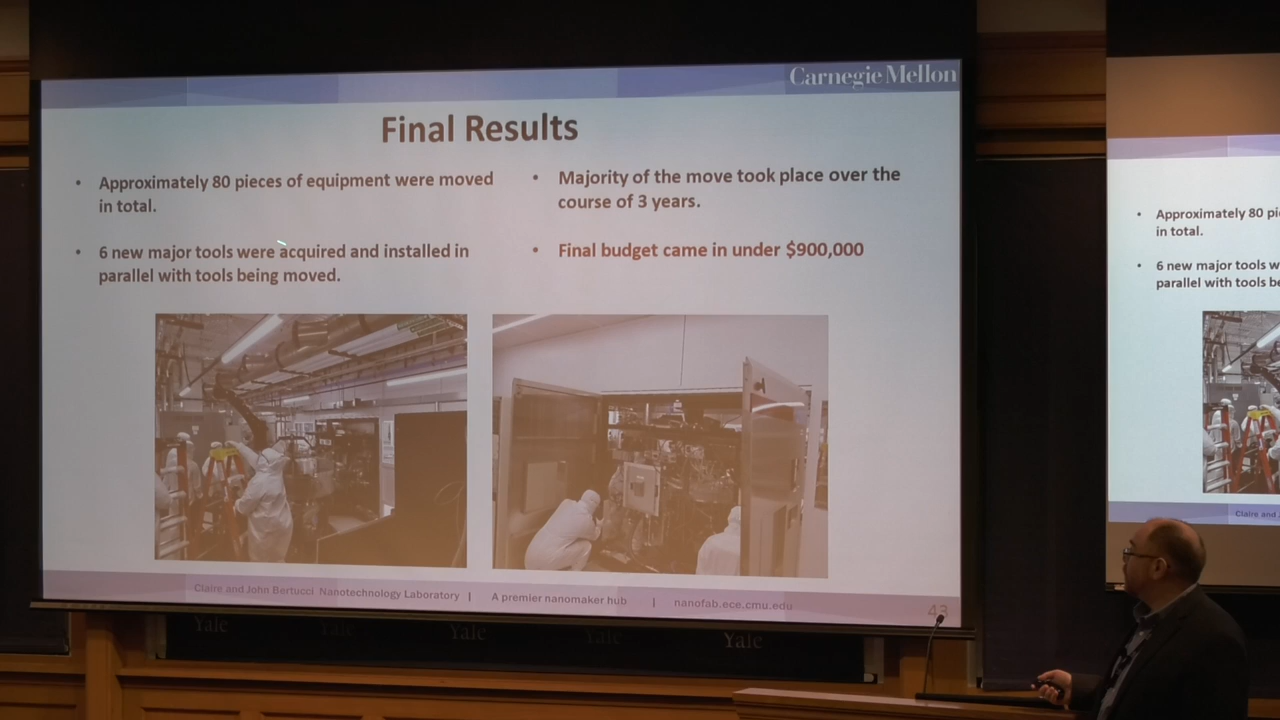 Carnegie Mellon
Final Results
• Approximately 80 pieces of equipment were moved
in total.
• 6 new major tools were acquired and installed in
parallel with tools being moved.
• Majority of the move took place over the
course of 3 years.
• Final budget came in under $900,000
Claire and John Bertucci Nanotechnology Laboratory | A premier nanomaker hub | nanofab.ece.cmu.edu
43
Yale Yale Yale Yale Yale
• Approximately 80
in total.
• 6 new major tools
parallel with tools
Claire and